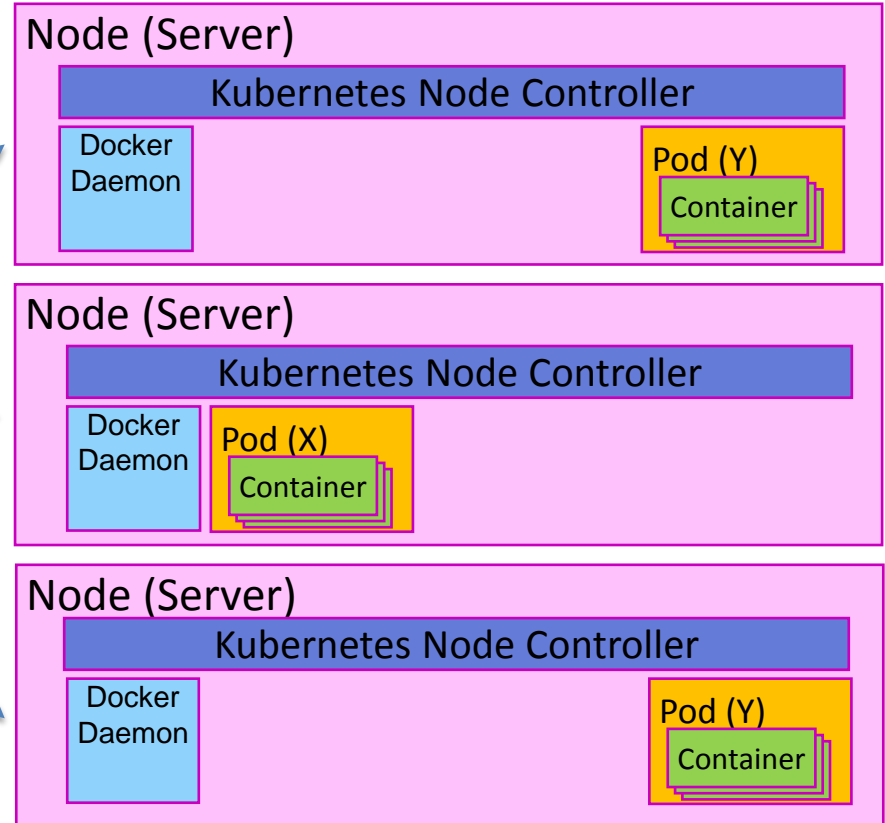 Node (Server)
Kubernetes Node Controller
Docker
Daemon
Pod (Y)
Container
Node (Server)
Kubernetes Node Controller
Docker
Daemon
Pod (X)
Container
Node (Server)
Kubernetes Node Controller
Docker
Daemon
Pod (Y)
Container